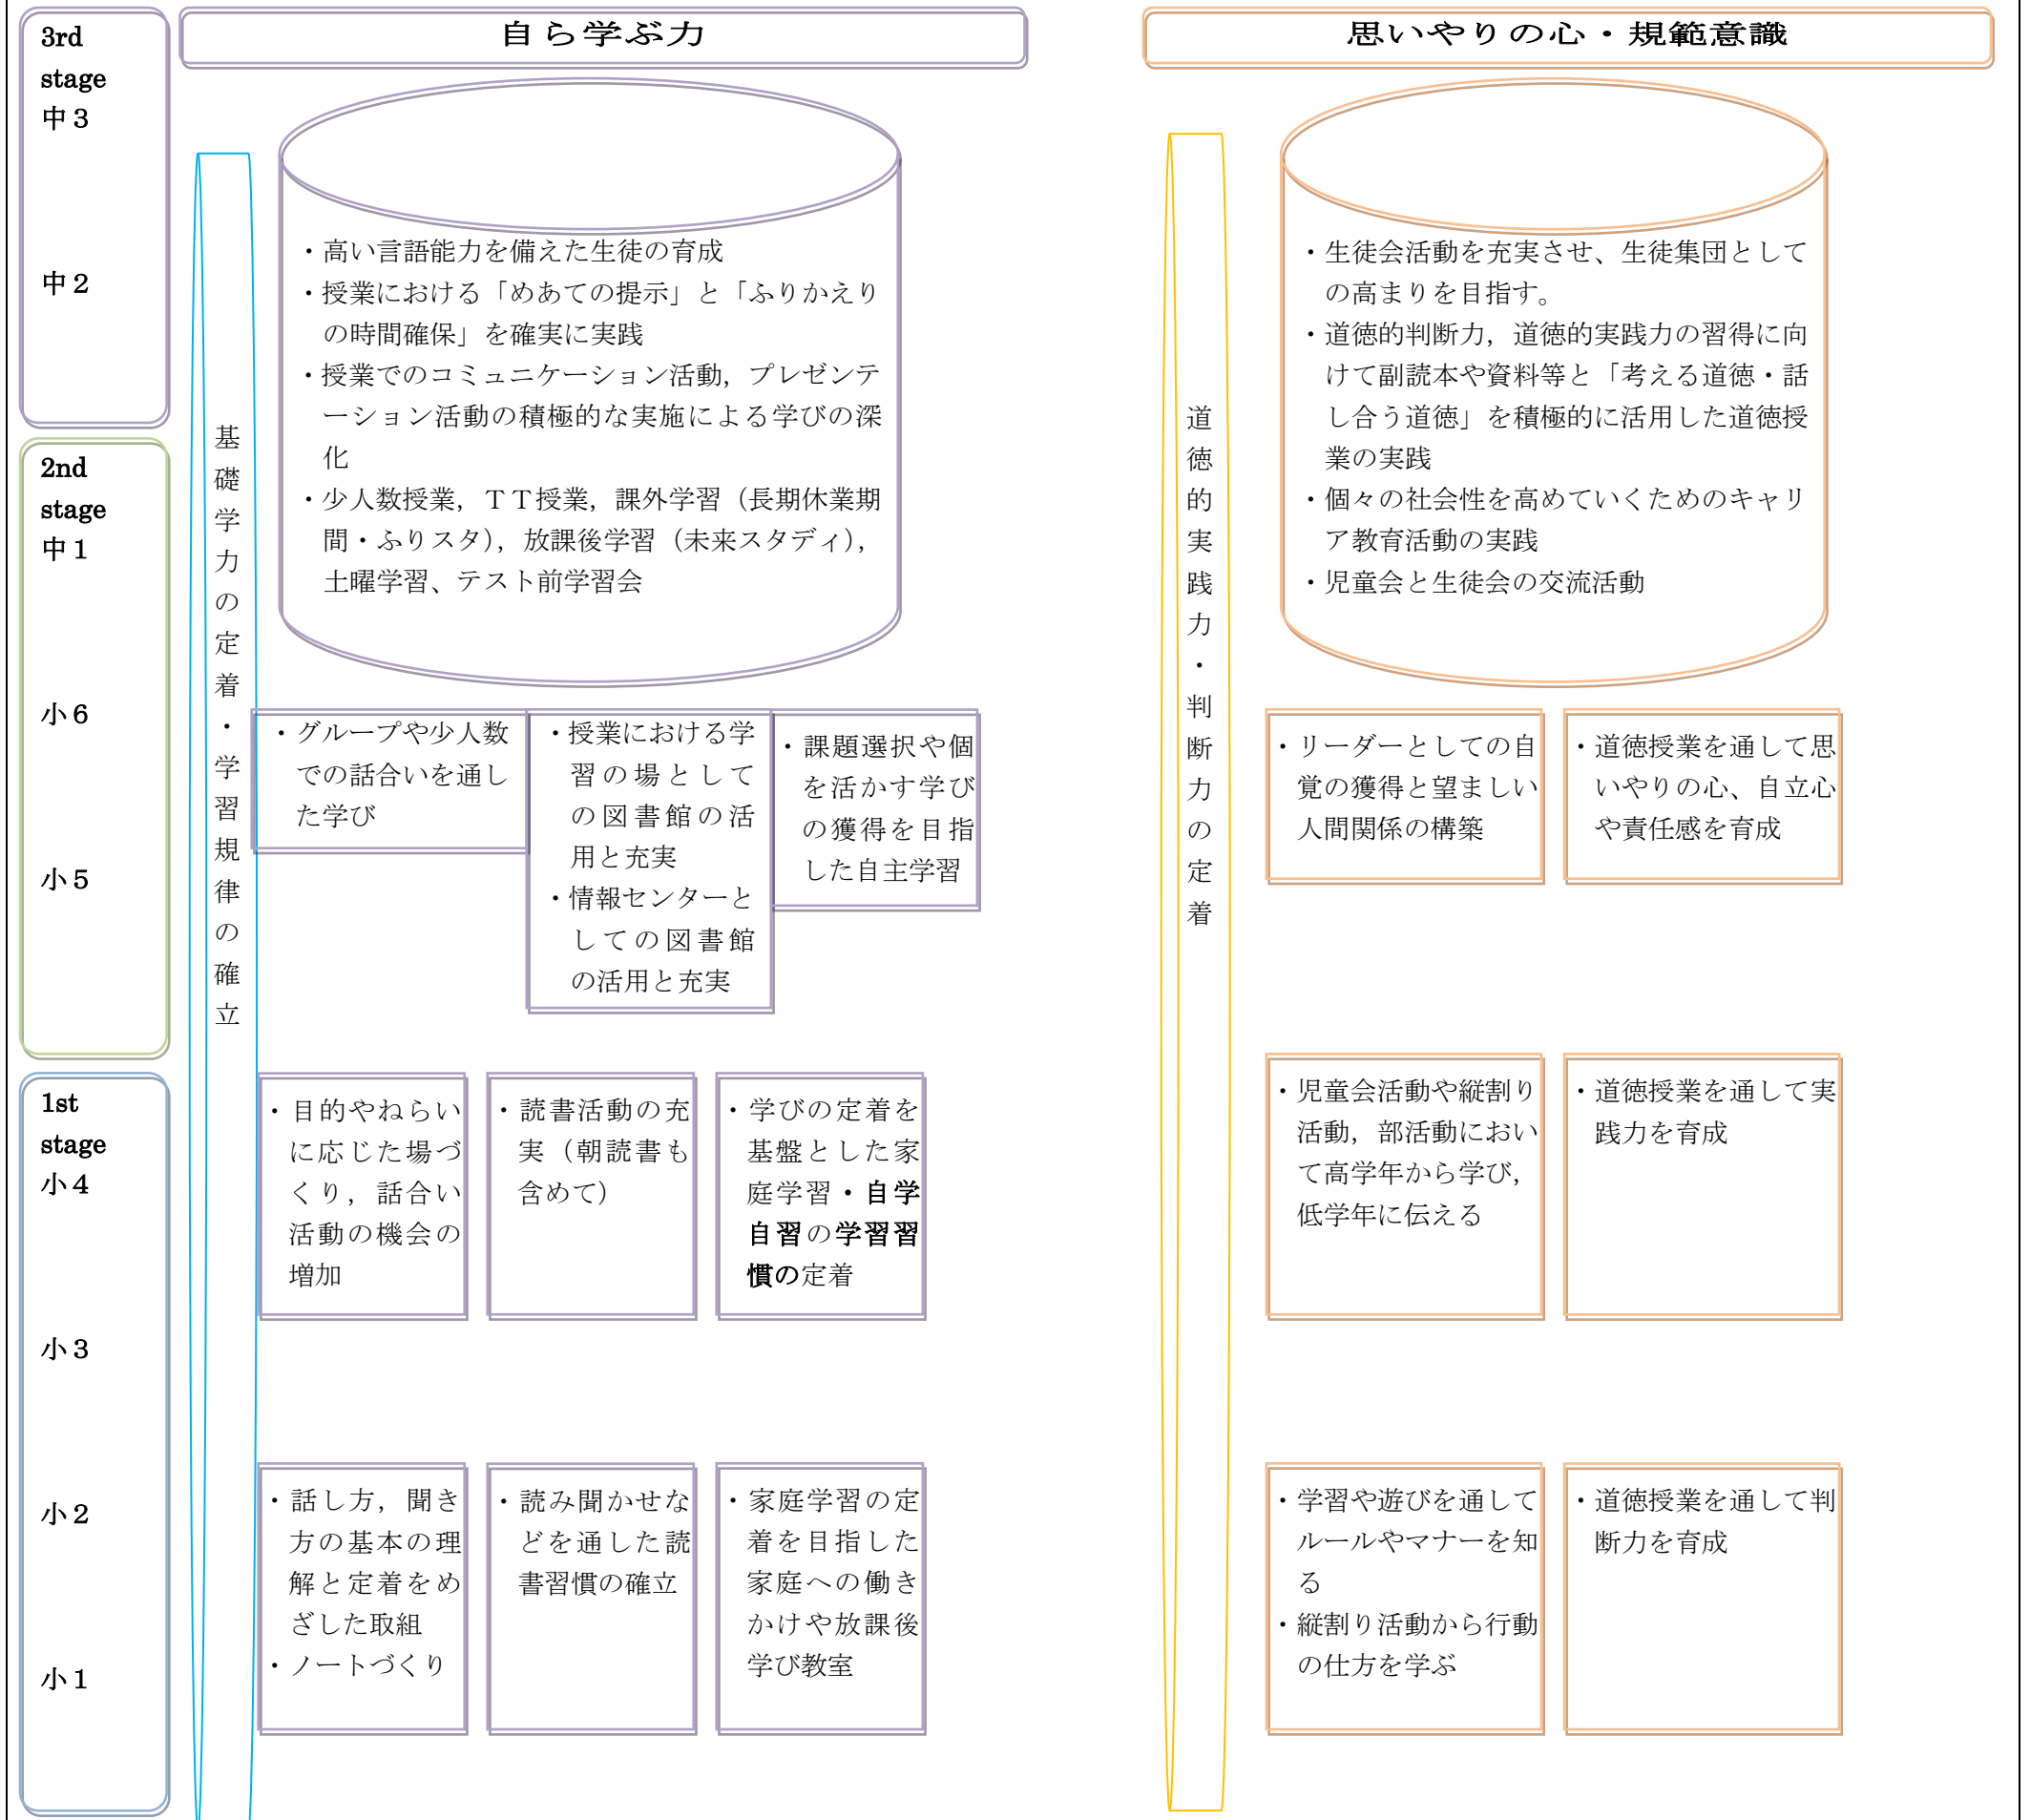 3rd
stage
中３
中２
2nd
stage
中１
小６
小５
1st
stage
小４
小３
小２
小１
自ら学ぶ力
基礎学力の定着・学習規律の確立
・高い言語能力を備えた生徒の育成
・授業における「めあての提示」と「ふりかえり
の時間確保」を確実に実践
・授業でのコミュニケーション活動，プレゼンテ
ーション活動の積極的な実施による学びの深
化
・少人数授業，ＴＴ授業，課外学習（長期休業期
間・ふりスタ），放課後学習（未来スタディ），
土曜学習、テスト前学習会
・グループや少人数
での話合いを通し
た学び
・授業における学
習の場として
の図書館の活
用と充実
・情報センターと
しての図書館
の活用と充実
・課題選択や個
を活かす学び
の獲得を目指
した自主学習
・目的やねらい
に応じた場づ
くり，話合い
活動の機会の
増加
・読書活動の充
実（朝読書も
含めて）
・学びの定着を
基盤とした家
庭学習・自学
自習の学習習
慣の定着
・話し方，聞き
方の基本の理
解と定着をめ
ざした取組
・ノートづくり
・読み聞かせな
どを通した読
書習慣の確立
・家庭学習の定
着を目指した
家庭への働き
かけや放課後
学び教室
思いやりの心・規範意識
道徳的実践力・判断力の定着
・生徒会活動を充実させ、生徒集団として
の高まりを目指す。
・道徳的判断力，道徳的実践力の習得に向
けて副読本や資料等と「考える道徳・話
し合う道徳」を積極的に活用した道徳授
業の実践
・個々の社会性を高めていくためのキャリ
ア教育活動の実践
・児童会と生徒会の交流活動
・リーダーとしての自
覚の獲得と望ましい
人間関係の構築
・道徳授業を通して思
いやりの心、自立心
や責任感を育成
・児童会活動や縦割り
活動，部活動におい
て高学年から学び，
低学年に伝える
・道徳授業を通して実
践力を育成
・学習や遊びを通して
ルールやマナーを知
る
・縦割り活動から行動
の仕方を学ぶ
・道徳授業を通して判
断力を育成